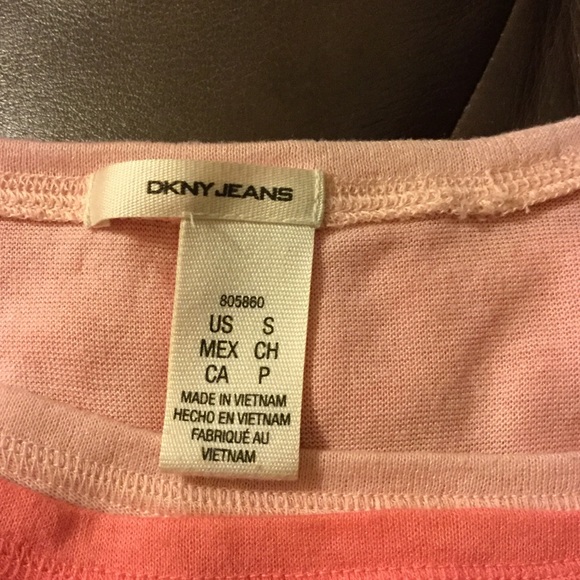 DKNY JEANS
805860
US S
MEX CH
CA P
MADE IN VIETNAM
HECHO EN VIETNAM
FABRIQUÉ AU
VIETNAM